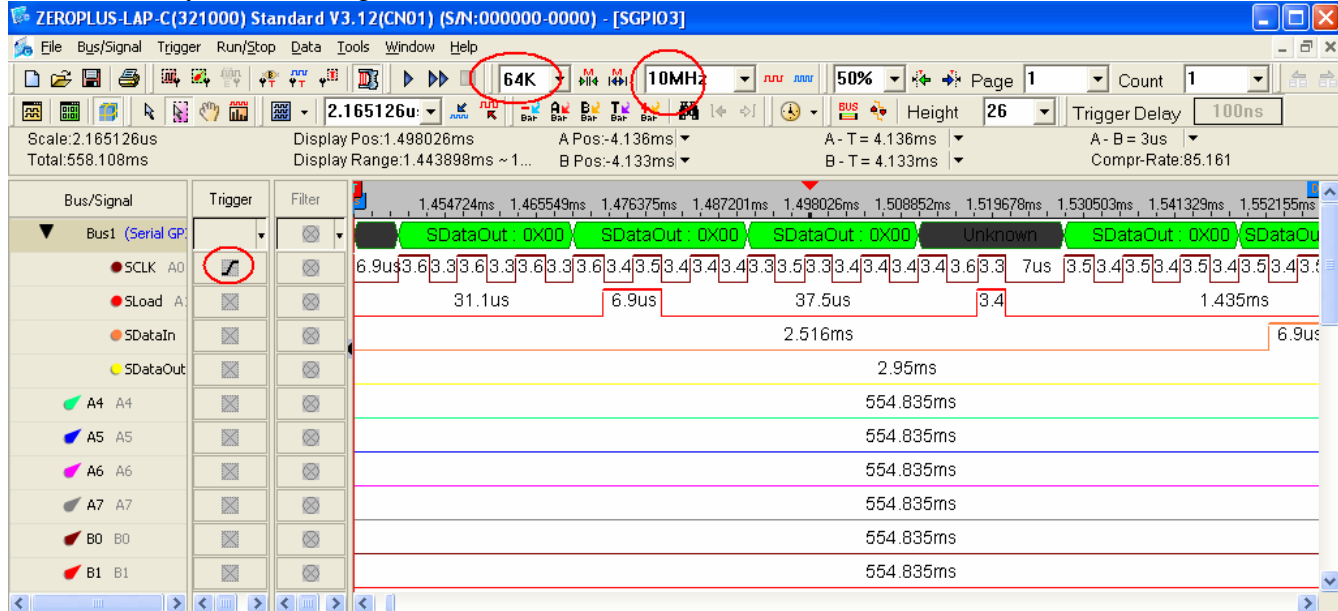 ZEROPLUS-LAP-C(321000) Standard V3.12(CN01) (S/N:000000-0000) - [SGPIO3]
File Bus/Signal Trigger Run/Stop Data Tools Window Help
64K 10MHz 50% Page 1 Count 1
2.165126u Bar Bar Bar Bar Bar BUS Height 26 Trigger Delay 100ns
Scale:2.165126us Display Pos:1.498026ms A Pos:-4.136ms A - T = 4.136ms A - B = 3us
Total:558.108ms Display Range:1.443898ms ~ 1... B Pos:-4.133ms B - T = 4.133ms Compr-Rate:85.161
Bus/Signal Trigger Filter 1.454724ms 1.465549ms 1.476375ms 1.487201ms 1.498026ms 1.508852ms 1.519678ms 1.530503ms 1.541329ms 1.552155ms
Bus1 (Serial GP SDataOut : 0X00 SDataOut : 0X00 SDataOut : 0X00 Unknown SDataOut : 0X00 SDataOu
SCLK A0 6.9us 3.6 3.3 3.6 3.3 3.6 3.3 3.6 3.4 3.5 3.4 3.4 3.4 3.3 3.5 3.3 3.4 3.4 3.4 3.4 3.6 3.3 7us 3.5 3.4 3.5 3.4 3.5 3.4 3.5 3.4 3.5
SLoad A 31.1us 6.9us 37.5us 3.4 1.435ms
SDataIn 2.516ms 6.9us
SDataOut 2.95ms
A4 A4 554.835ms
A5 A5 554.835ms
A6 A6 554.835ms
A7 A7 554.835ms
B0 B0 554.835ms
B1 B1 554.835ms